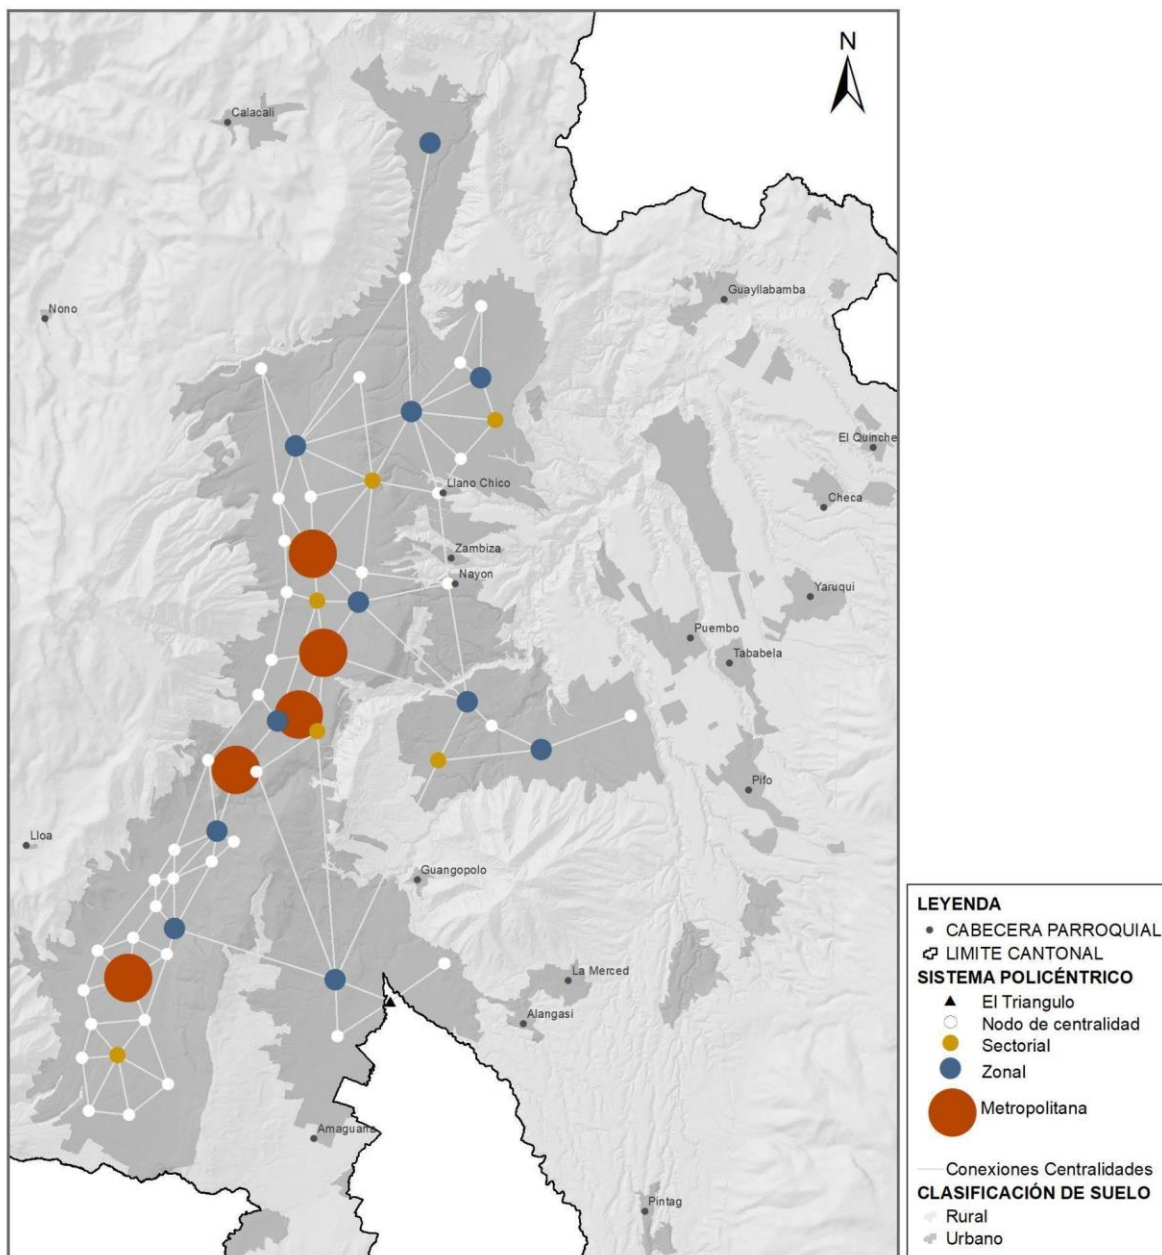 N
Calacali
Nono
Guayllabamba
El Quinche
Llano Chico
Checa
Zambiza
Nayon
Yaruqui
Puembo
Tababela
Pifo
Lloa
Guangopolo
La Merced
Alangasi
Amaguana
Pintag
LEYENDA
CABECERA PARROQUIAL
LIMITE CANTONAL
SISTEMA POLICÉNTRICO
El Triangulo
Nodo de centralidad
Sectorial
Zonal
Metropolitana
Conexiones Centralidades
CLASIFICACIÓN DE SUELO
Rural
Urbano